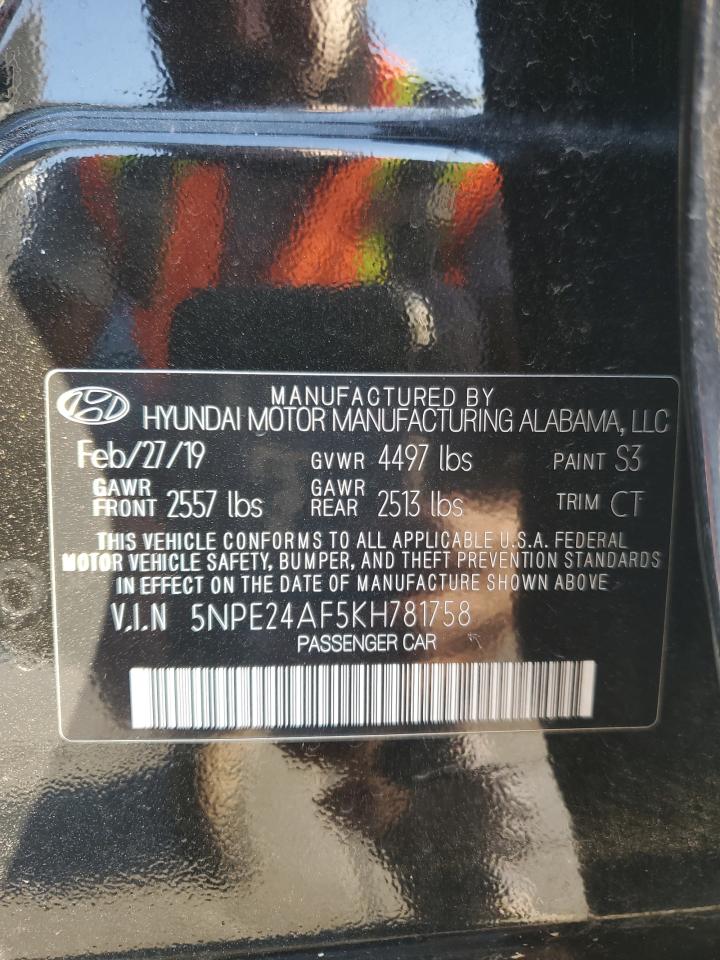 MANUFACTURED BY
HYUNDAI MOTOR MANUFACTURING ALABAMA, LLC
Feb/27/19 GVWR 4497 lbs PAINT S3
GAWR FRONT 2557 lbs GAWR REAR 2513 lbs TRIM CT
THIS VEHICLE CONFORMS TO ALL APPLICABLE U.S.A. FEDERAL
MOTOR VEHICLE SAFETY, BUMPER, AND THEFT PREVENTION STANDARDS
IN EFFECT ON THE DATE OF MANUFACTURE SHOWN ABOVE
V.I.N 5NPE24AF5KH781758
PASSENGER CAR